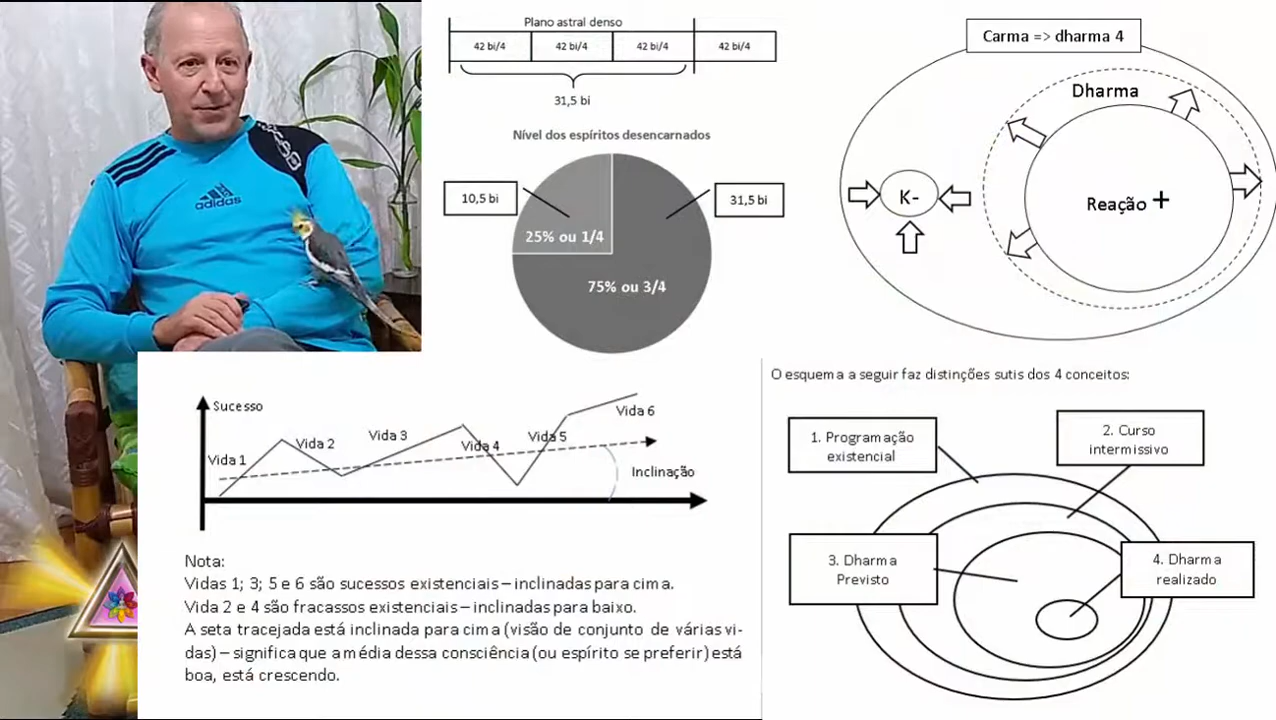 adidas
Plano astral denso
42 bi/4 42 bi/4 42 bi/4 42 bi/4
31,5 bi
Nível dos espíritos desencarnados
10,5 bi
31,5 bi
25% ou 1/4
75% ou 3/4
Carma => dharma 4
Dharma
K-
Reação +
Sucesso
Vida 1
Vida 2
Vida 3
Vida 4
Vida 5
Vida 6
Inclinação
Nota:
Vidas 1; 3; 5 e 6 são sucessos existenciais – inclinadas para cima.
Vida 2 e 4 são fracassos existenciais – inclinadas para baixo.
A seta tracejada está inclinada para cima (visão de conjunto de várias vi-
das) – significa que a média dessa consciência (ou espírito se preferir) está
boa, está crescendo.
O esquema a seguir faz distinções sutis dos 4 conceitos:
1. Programação
existencial
2. Curso
intermissivo
3. Dharma
Previsto
4. Dharma
realizado